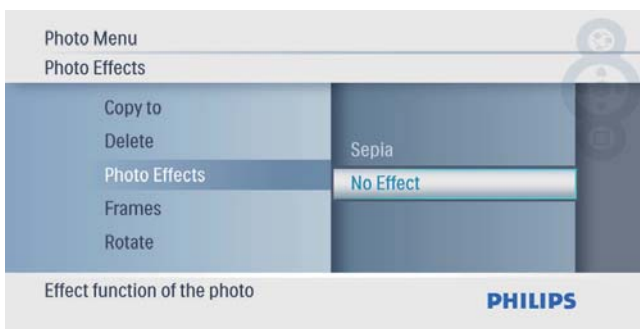 Photo Menu
Photo Effects
Copy to
Delete
Photo Effects
Frames
Rotate
Sepia
No Effect
Effect function of the photo
PHILIPS